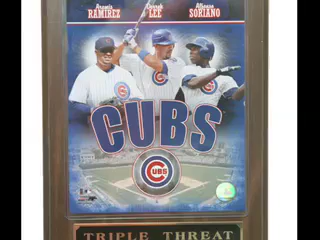 Aramis Derrek Alfonso
RAMIREZ LEE SORIANO
CUBS
CUBS
TRIPLE THREAT